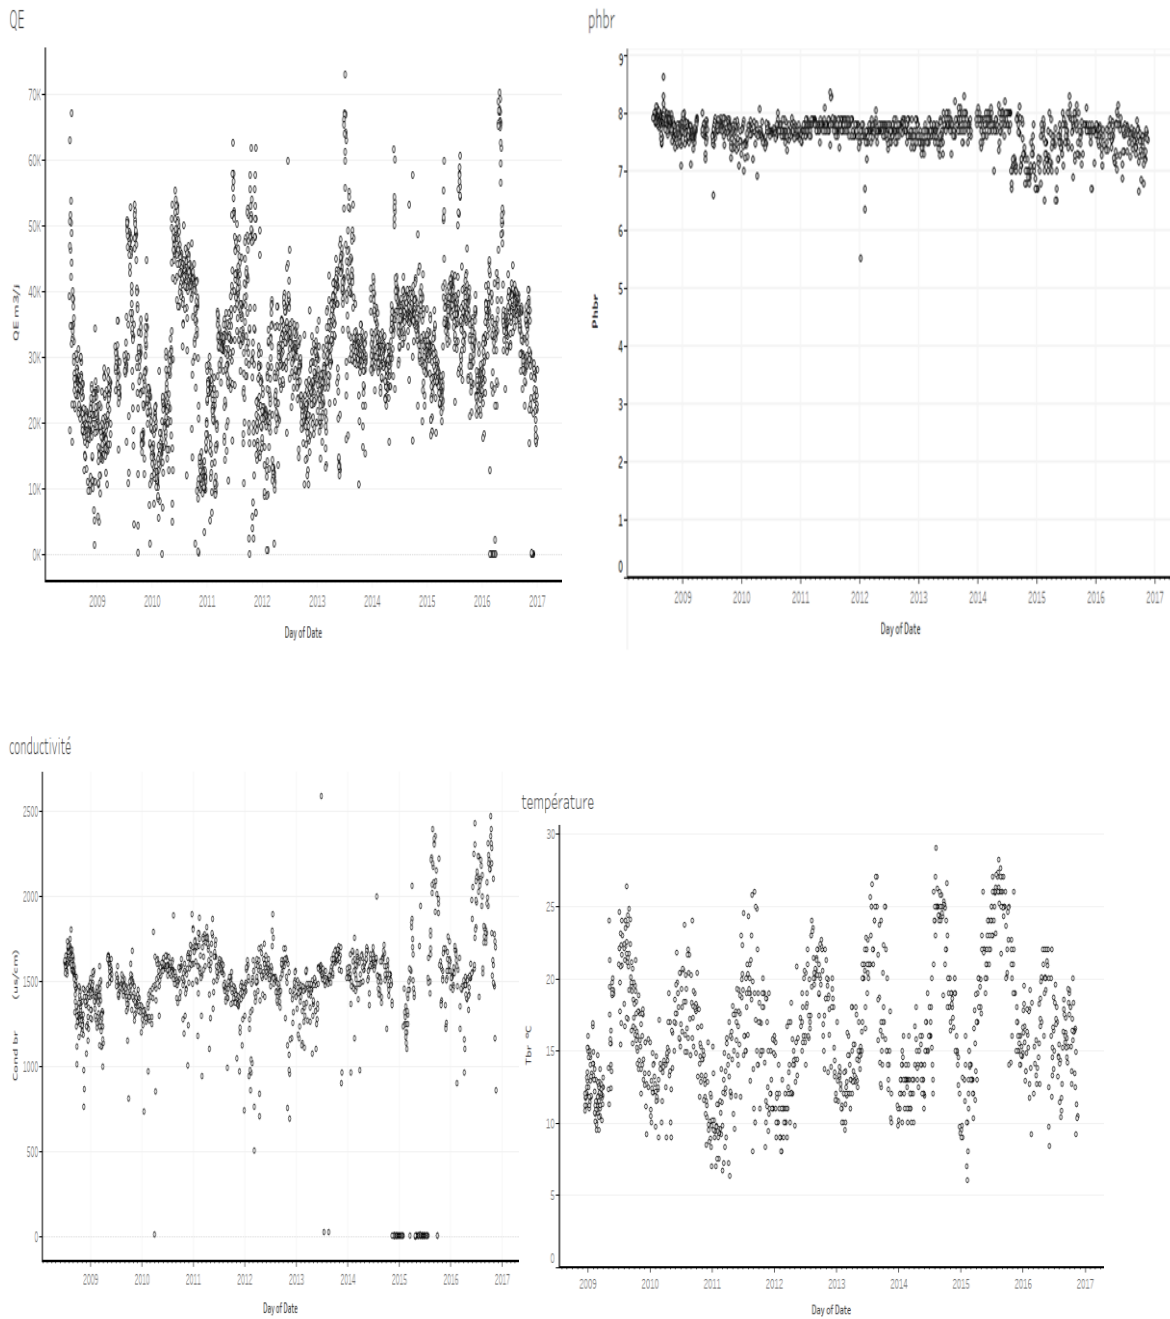 QE
70K
60K
50K
40K
30K
20K
10K
0K
QE m3/j
2009 2010 2011 2012 2013 2014 2015 2016 2017
Day of Date
phbr
9
8
7
6
5
4
3
2
1
0
Phbr
2009 2010 2011 2012 2013 2014 2015 2016 2017
Day of Date
conductivité
2500
2000
1500
1000
500
0
Cond br (us/cm)
2009 2010 2011 2012 2013 2014 2015 2016 2017
Day of Date
température
30
25
20
15
10
5
0
Tbr °C
2009 2010 2011 2012 2013 2014 2015 2016 2017
Day of Date